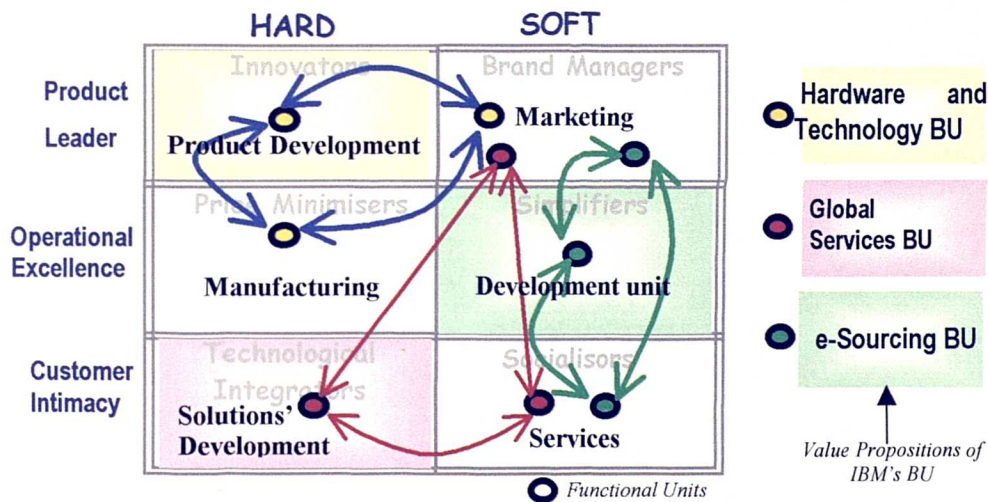 HARD
SOFT
Innovators
Brand Managers
Product
Leader
Marketing
Product Development
Hardware and
Technology BU
Price Minimisers
Simplifiers
Operational
Excellence
Manufacturing
Development unit
Global
Services BU
Technological
Integrators
Socialisors
Customer
Intimacy
Solutions'
Development
Services
e-Sourcing BU
Value Propositions of
IBM's BU
Functional Units